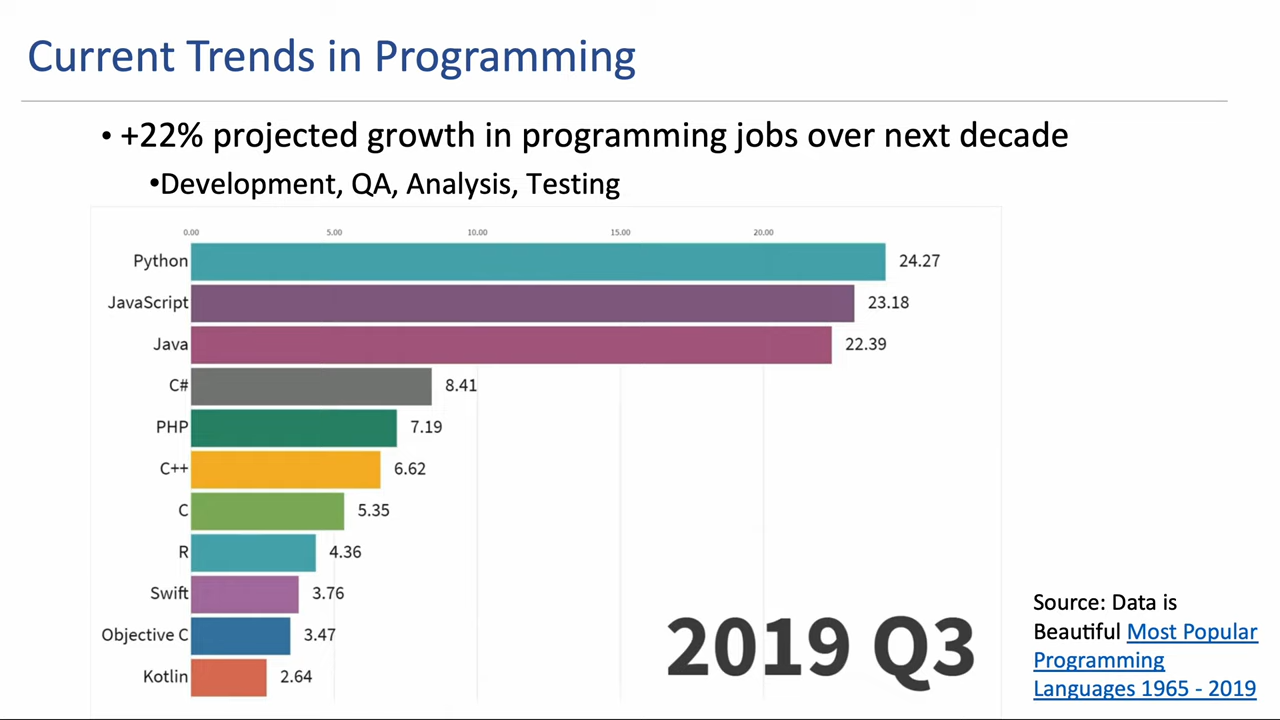 Current Trends in Programming
• +22% projected growth in programming jobs over next decade
•Development, QA, Analysis, Testing
0.00 5.00 10.00 15.00 20.00
Python 24.27
JavaScript 23.18
Java 22.39
C# 8.41
PHP 7.19
C++ 6.62
C 5.35
R 4.36
Swift 3.76
Objective C 3.47
Kotlin 2.64
2019 Q3
Source: Data is
Beautiful Most Popular
Programming
Languages 1965 - 2019